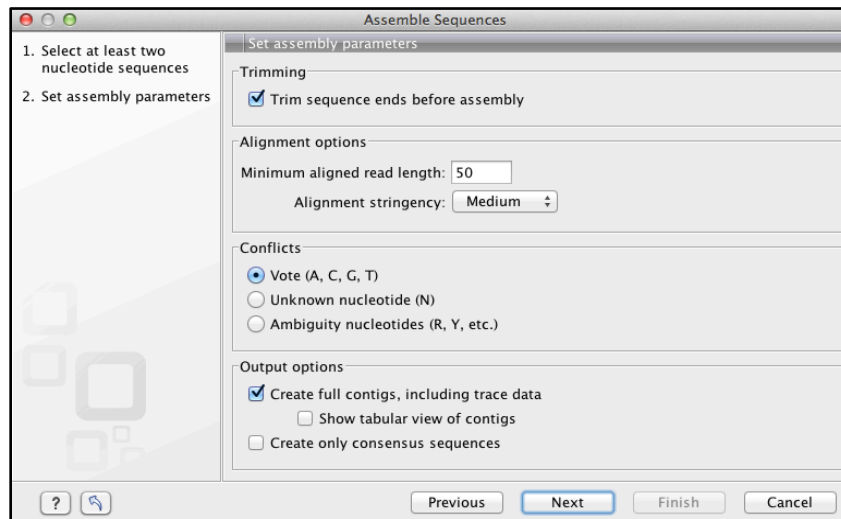 Assemble Sequences
1. Select at least two
nucleotide sequences
2. Set assembly parameters
Set assembly parameters
Trimming
Trim sequence ends before assembly
Alignment options
Minimum aligned read length: 50
Alignment stringency: Medium
Conflicts
Vote (A, C, G, T)
Unknown nucleotide (N)
Ambiguity nucleotides (R, Y, etc.)
Output options
Create full contigs, including trace data
Show tabular view of contigs
Create only consensus sequences
? Previous Next Finish Cancel